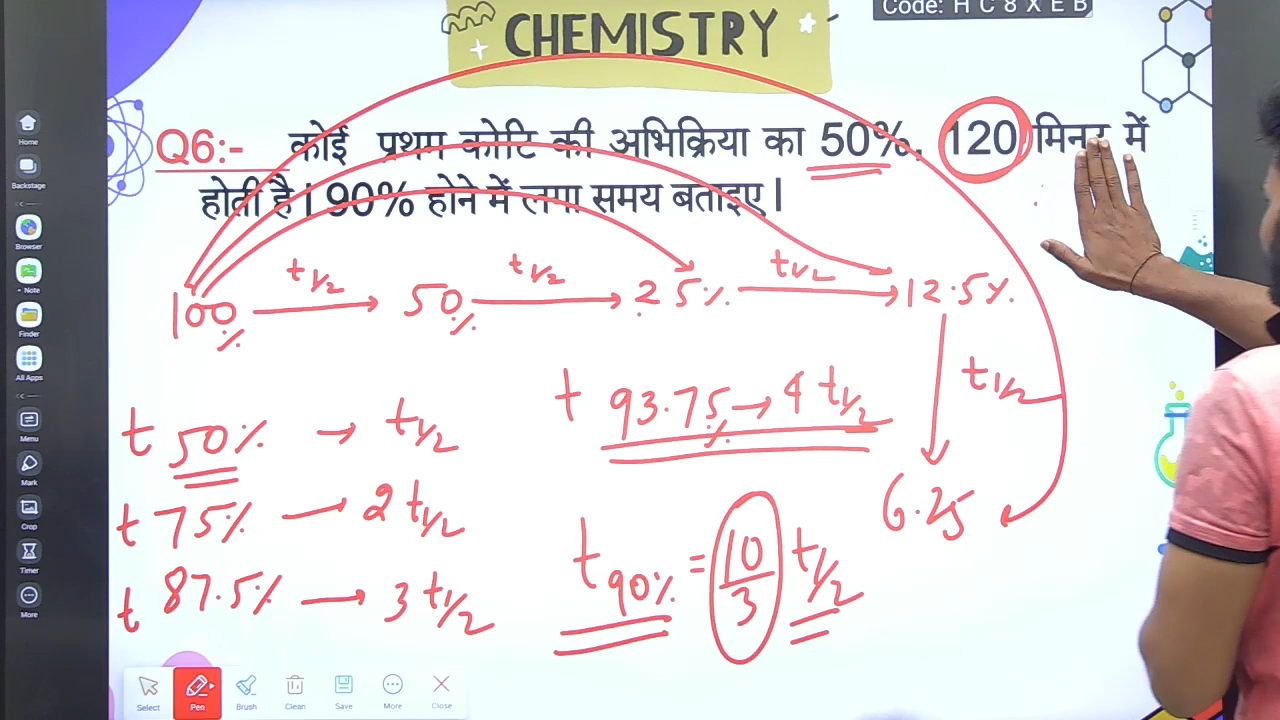 Code: H C 8 X E B
CHEMISTRY
Q6:- कोई प्रथम कोटि की अभिक्रिया का 50%, 120 मिनट में
होती है । 90% होने में लगा समय बताइए ।
100% t1/2 → 50% t1/2 → 25% t1/2 → 12.5%
t1/2
6.25
t 93.75% → 4 t1/2
t 50% → t1/2
t 75% → 2 t1/2
t 87.5% → 3 t1/2
t 90% = 10/3 t1/2
Home
Backstage
Browser
+ Note
Finder
All Apps
Menu
Mark
Crop
Timer
More
Select Pen Brush Clean Save More Close